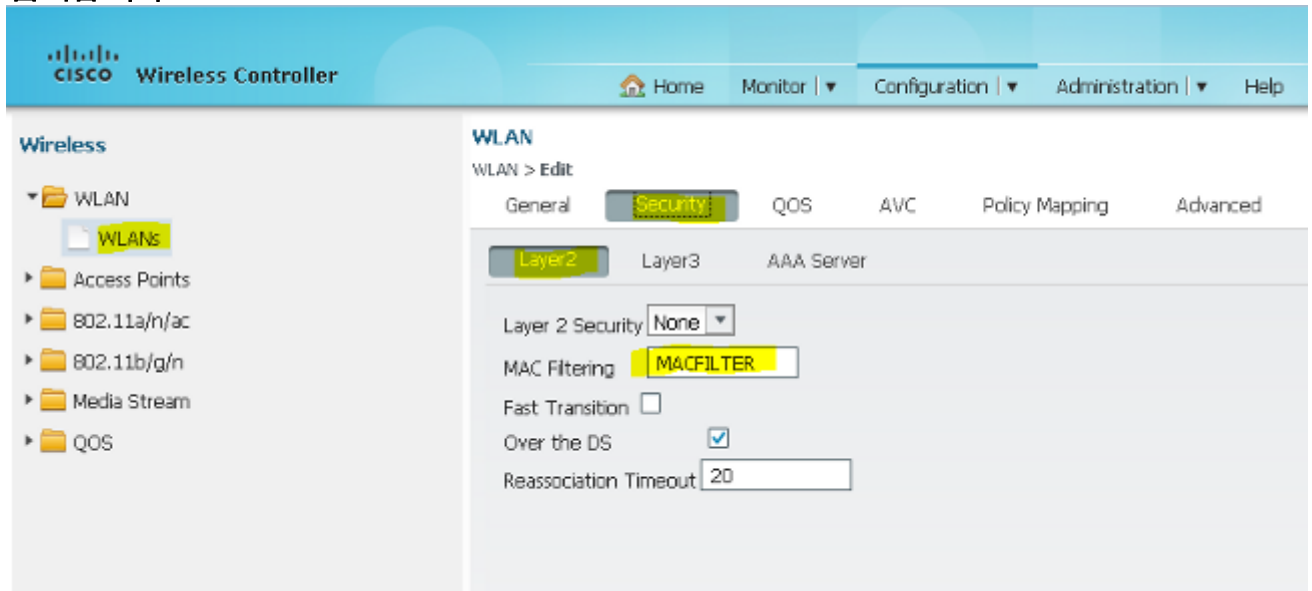 CISCO Wireless Controller
Home Monitor Configuration Administration Help
Wireless
WLAN
WLANs
Access Points
802.11a/n/ac
802.11b/g/n
Media Stream
QOS
WLAN
WLAN > Edit
General Security QOS AVC Policy Mapping Advanced
Layer2 Layer3 AAA Server
Layer 2 Security None
MAC Filtering MACFILTER
Fast Transition
Over the DS
Reassociation Timeout 20